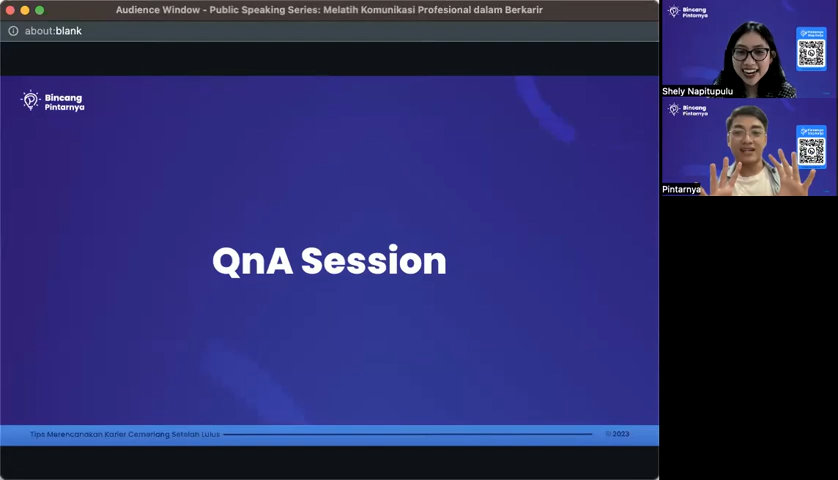 Audience Window - Public Speaking Series: Melatih Komunikasi Profesional dalam Berkarir
about:blank
Bincang
Pintarnya
QnA Session
Tips Merencanakan Karier Cemerlang Setelah Lulus
© 2023
Bincang
Pintarnya
Shely Napitupulu
Bincang
Pintarnya
Pintarnya